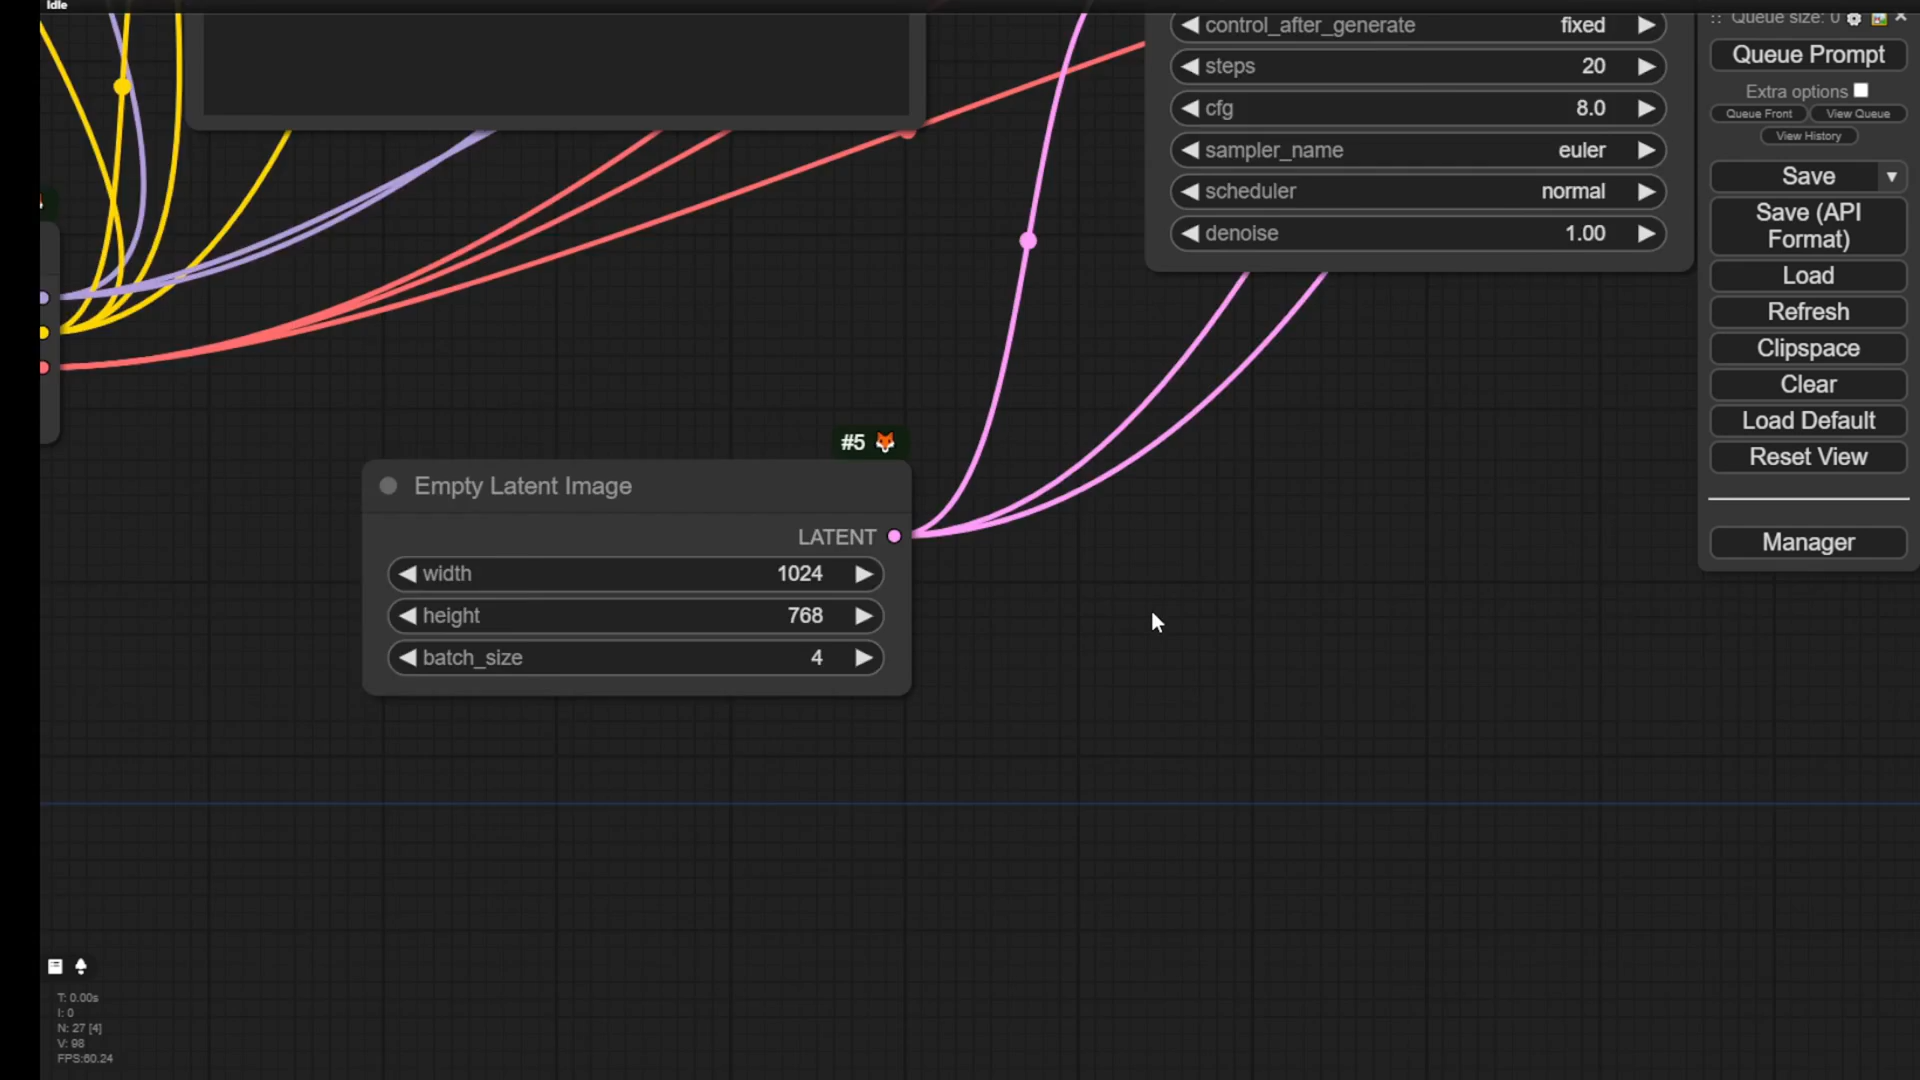 Idle
control_after_generate fixed
steps 20
cfg 8.0
sampler_name euler
scheduler normal
denoise 1.00
Queue size: 0
Queue Prompt
Extra options
Queue Front View Queue
View History
Save
Save (API
Format)
Load
Refresh
Clipspace
Clear
Load Default
Reset View
Manager
#5
Empty Latent Image
LATENT
width 1024
height 768
batch_size 4
T: 0.00s
I: 0
N: 27 [4]
V: 98
FPS:60.24